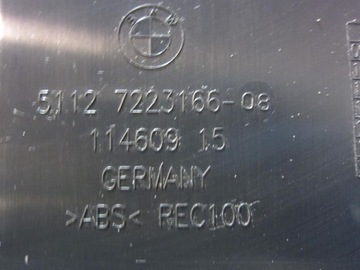 5112 7223166-08
114609 15
GERMANY
>ABS< REC100